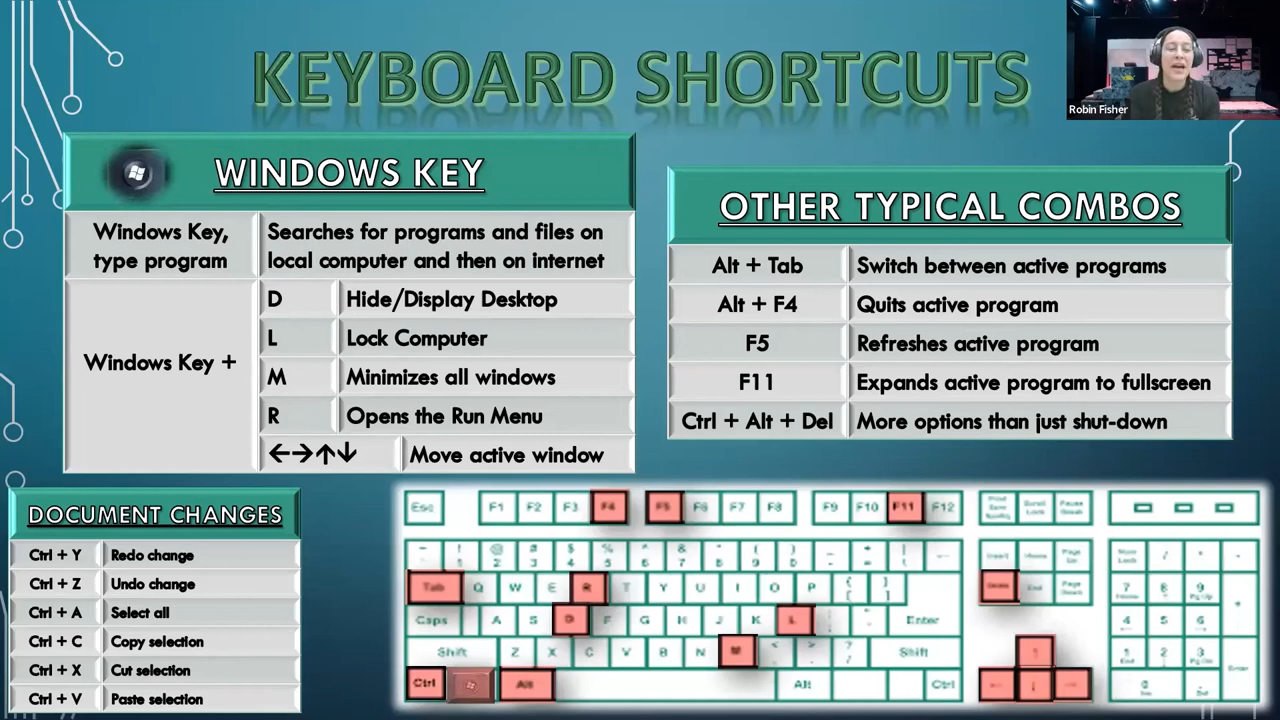 KEYBOARD SHORTCUTS
Robin Fisher
WINDOWS KEY
Windows Key,
type program
Searches for programs and files on
local computer and then on internet
Windows Key +
D Hide/Display Desktop
L Lock Computer
M Minimizes all windows
R Opens the Run Menu
←→↑↓ Move active window
OTHER TYPICAL COMBOS
Alt + Tab Switch between active programs
Alt + F4 Quits active program
F5 Refreshes active program
F11 Expands active program to fullscreen
Ctrl + Alt + Del More options than just shut-down
DOCUMENT CHANGES
Ctrl + Y Redo change
Ctrl + Z Undo change
Ctrl + A Select all
Ctrl + C Copy selection
Ctrl + X Cut selection
Ctrl + V Paste selection
Esc F1 F2 F3 F4 F5 F6 F7 F8 F9 F10 F11 F12
Tab Q W E R T Y U I O P
Caps A S D F G H J K L Enter
Shift Z X C V B N M Shift
Ctrl Alt Alt Ctrl